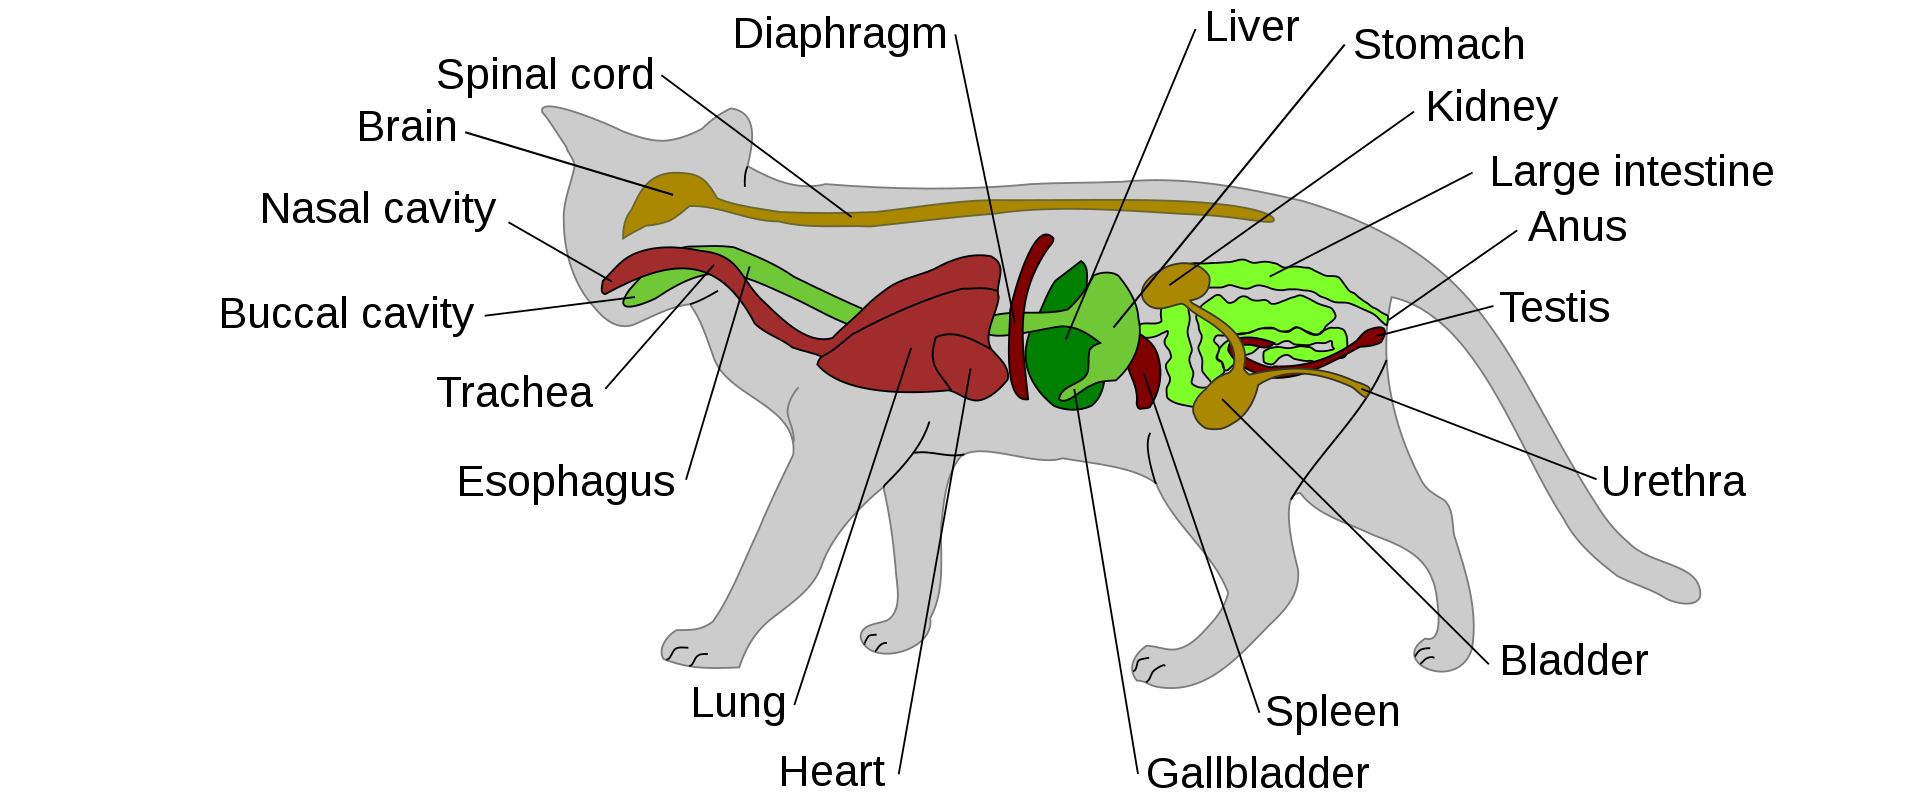 Diaphragm
Liver
Stomach
Spinal cord
Kidney
Brain
Large intestine
Nasal cavity
Anus
Testis
Buccal cavity
Trachea
Esophagus
Urethra
Bladder
Lung
Spleen
Heart
Gallbladder